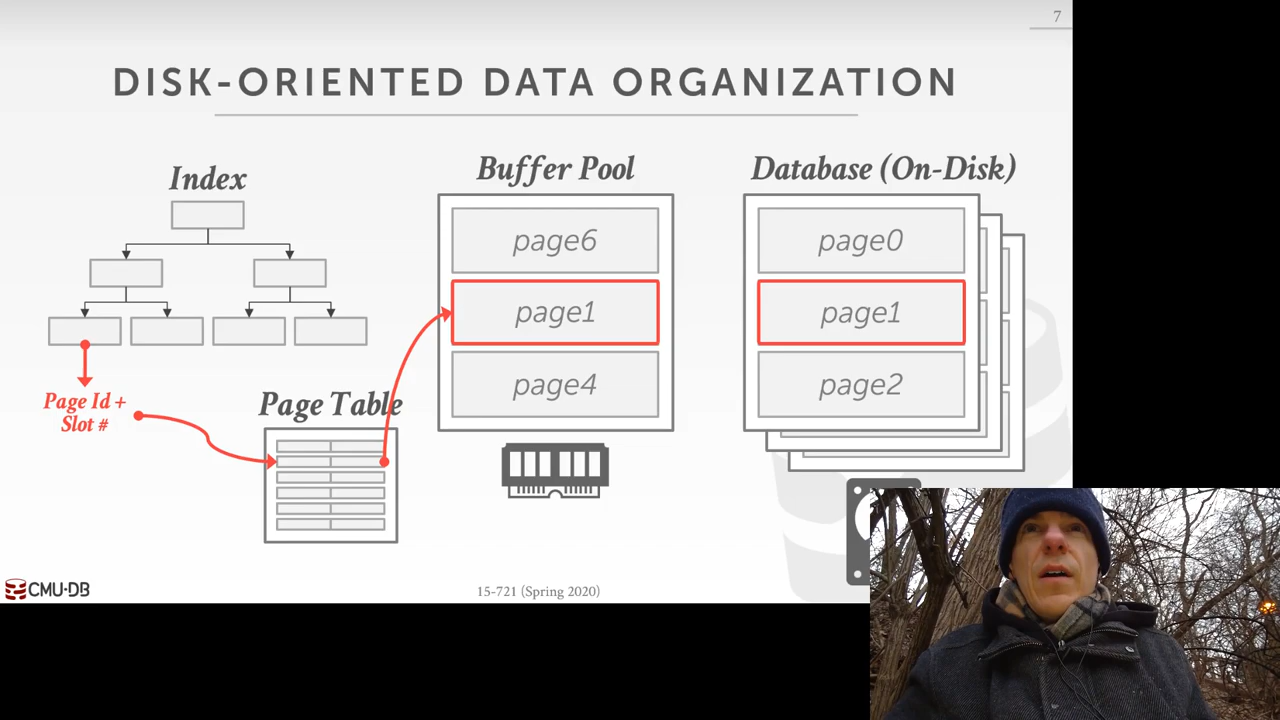 7
DISK-ORIENTED DATA ORGANIZATION
Index
Buffer Pool
Database (On-Disk)
page6
page1
page4
page0
page1
page2
Page Id +
Slot #
Page Table
CMU·DB
15-721 (Spring 2020)